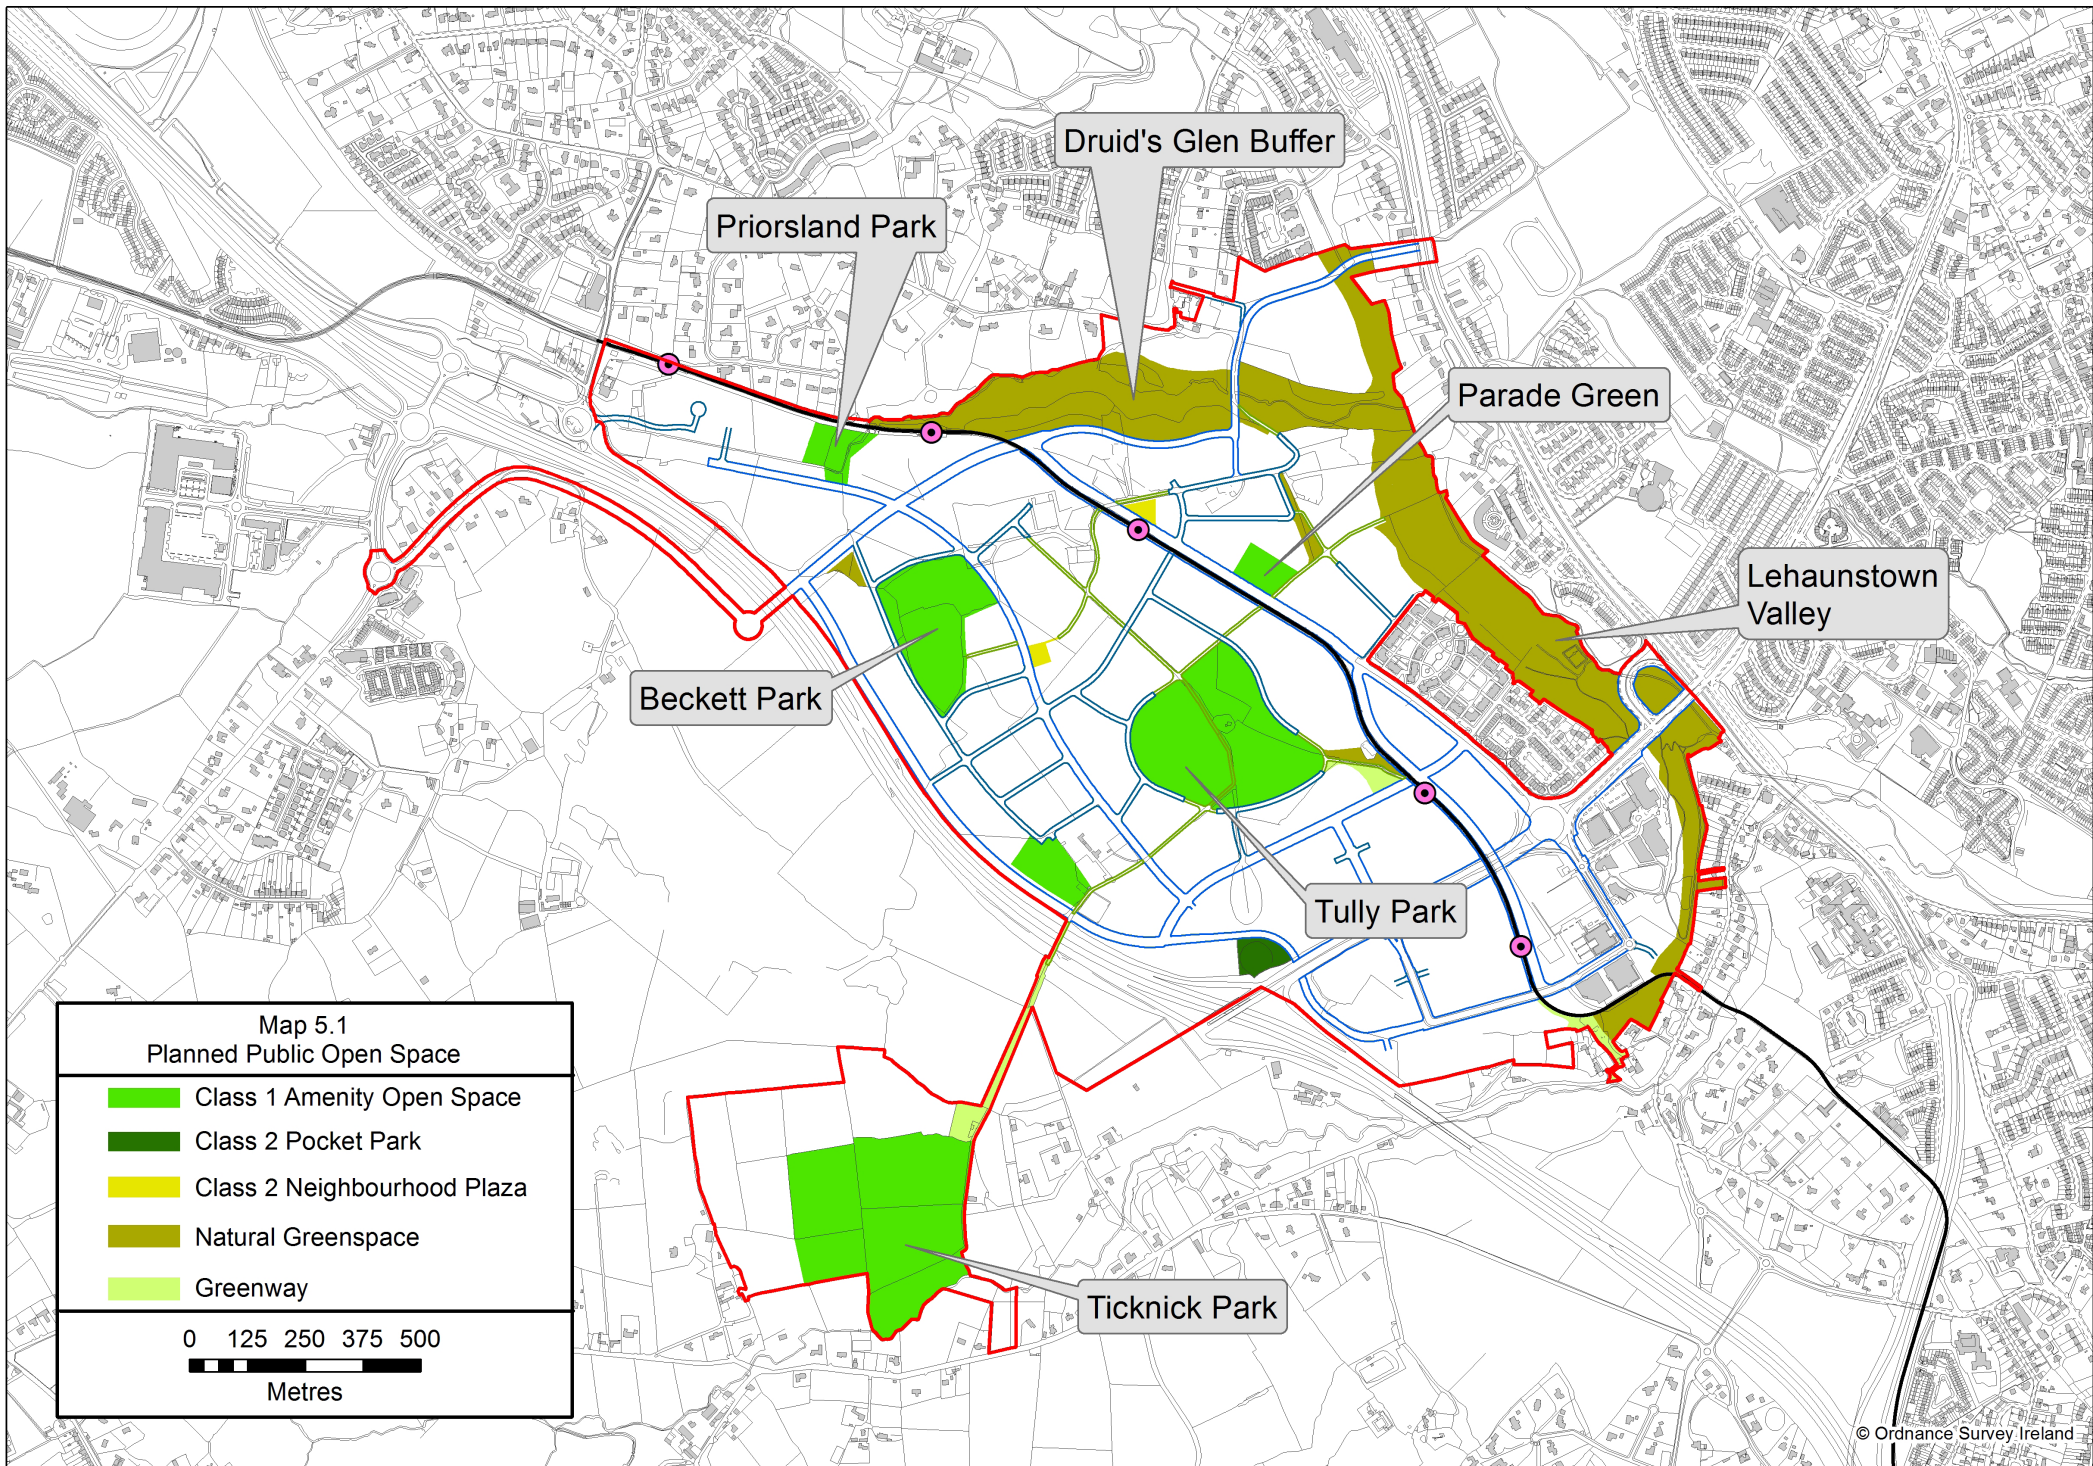 Druid's Glen Buffer
Priorsland Park
Parade Green
Lehaunstown
Valley
Beckett Park
Tully Park
Ticknick Park
Map 5.1
Planned Public Open Space
Class 1 Amenity Open Space
Class 2 Pocket Park
Class 2 Neighbourhood Plaza
Natural Greenspace
Greenway
0 125 250 375 500
Metres
© Ordnance Survey Ireland